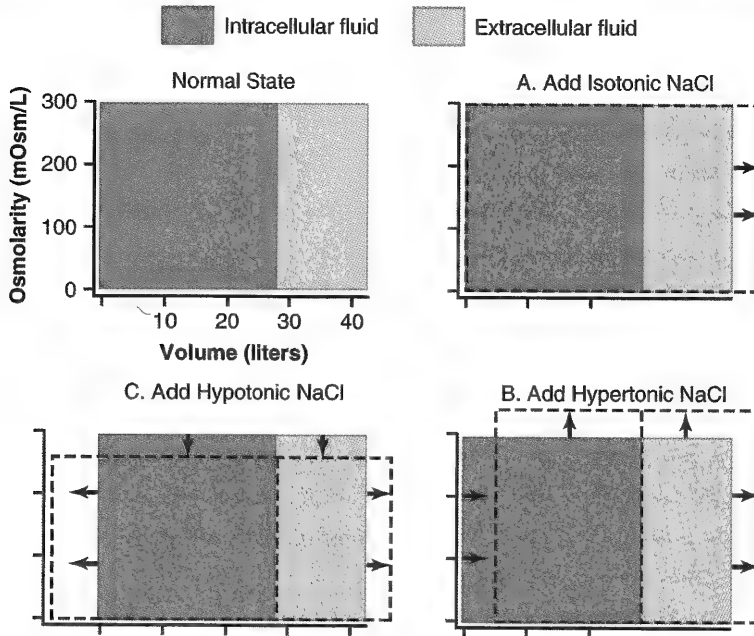 Intracellular fluid
Extracellular fluid
Normal State
A. Add Isotonic NaCl
Osmolarity (mOsm/L)
300
200
100
0
10 20 30 40
Volume (liters)
C. Add Hypotonic NaCl
B. Add Hypertonic NaCl